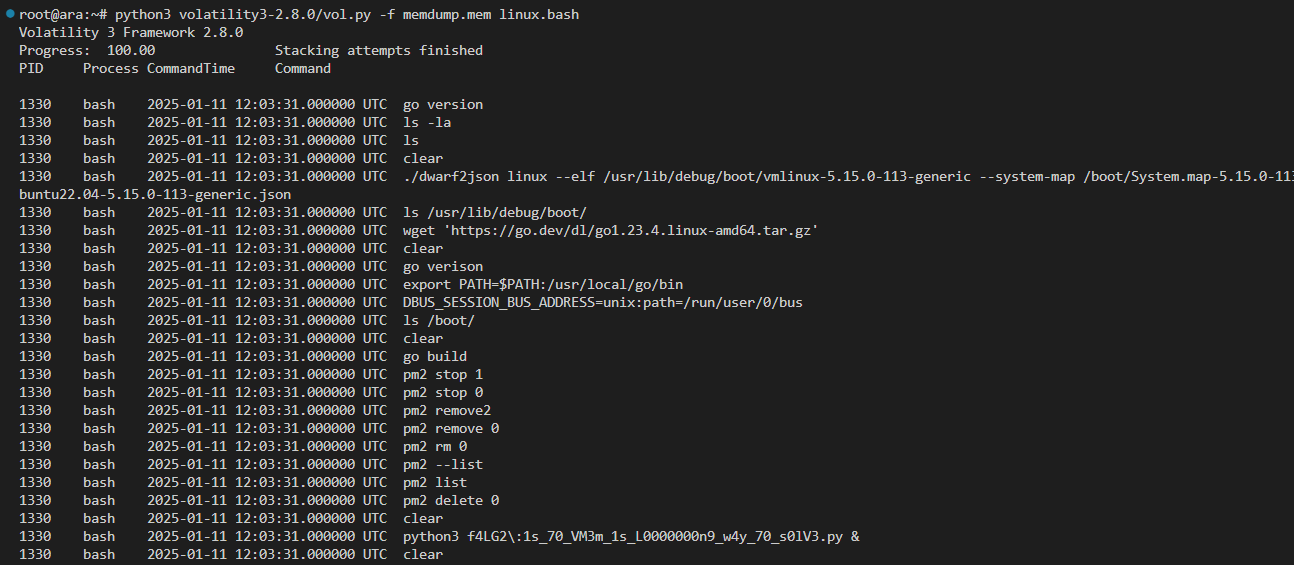 root@ara:~# python3 volatility3-2.8.0/vol.py -f memdump.mem linux.bash
Volatility 3 Framework 2.8.0
Progress:  100.00               Stacking attempts finished
PID     Process CommandTime     Command
1330    bash    2025-01-11 12:03:31.000000 UTC  go version
1330    bash    2025-01-11 12:03:31.000000 UTC  ls -la
1330    bash    2025-01-11 12:03:31.000000 UTC  ls
1330    bash    2025-01-11 12:03:31.000000 UTC  clear
1330    bash    2025-01-11 12:03:31.000000 UTC  ./dwarf2json linux --elf /usr/lib/debug/boot/vmlinux-5.15.0-113-generic --system-map /boot/System.map-5.15.0-113
buntu22.04-5.15.0-113-generic.json
1330    bash    2025-01-11 12:03:31.000000 UTC  ls /usr/lib/debug/boot/
1330    bash    2025-01-11 12:03:31.000000 UTC  wget 'https://go.dev/dl/go1.23.4.linux-amd64.tar.gz'
1330    bash    2025-01-11 12:03:31.000000 UTC  clear
1330    bash    2025-01-11 12:03:31.000000 UTC  go verison
1330    bash    2025-01-11 12:03:31.000000 UTC  export PATH=$PATH:/usr/local/go/bin
1330    bash    2025-01-11 12:03:31.000000 UTC  DBUS_SESSION_BUS_ADDRESS=unix:path=/run/user/0/bus
1330    bash    2025-01-11 12:03:31.000000 UTC  ls /boot/
1330    bash    2025-01-11 12:03:31.000000 UTC  clear
1330    bash    2025-01-11 12:03:31.000000 UTC  go build
1330    bash    2025-01-11 12:03:31.000000 UTC  pm2 stop 1
1330    bash    2025-01-11 12:03:31.000000 UTC  pm2 stop 0
1330    bash    2025-01-11 12:03:31.000000 UTC  pm2 remove2
1330    bash    2025-01-11 12:03:31.000000 UTC  pm2 remove 0
1330    bash    2025-01-11 12:03:31.000000 UTC  pm2 rm 0
1330    bash    2025-01-11 12:03:31.000000 UTC  pm2 --list
1330    bash    2025-01-11 12:03:31.000000 UTC  pm2 list
1330    bash    2025-01-11 12:03:31.000000 UTC  pm2 delete 0
1330    bash    2025-01-11 12:03:31.000000 UTC  clear
1330    bash    2025-01-11 12:03:31.000000 UTC  python3 f4LG2\:1s_70_VM3m_1s_L0000000n9_w4y_70_s0lV3.py &
1330    bash    2025-01-11 12:03:31.000000 UTC  clear